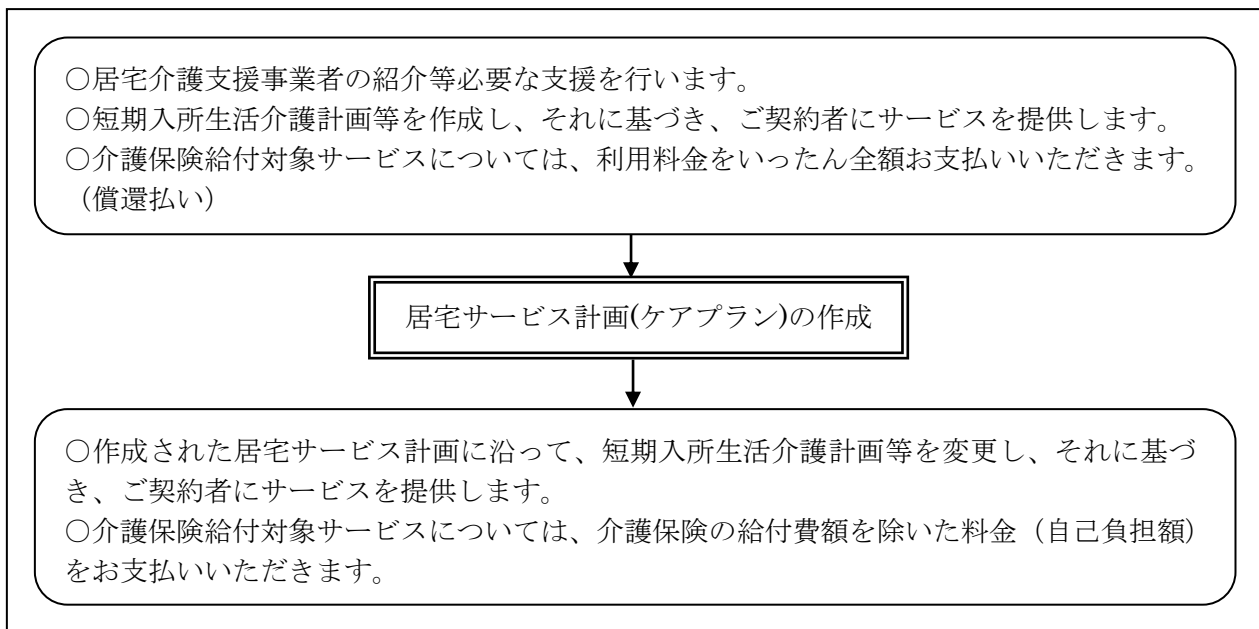 〇居宅介護支援事業者の紹介等必要な支援を行います。
〇短期入所生活介護計画等を作成し、それに基づき、ご契約者にサービスを提供します。
〇介護保険給付対象サービスについては、利用料金をいったん全額お支払いいただきます。
（償還払い）
居宅サービス計画(ケアプラン)の作成
〇作成された居宅サービス計画に沿って、短期入所生活介護計画等を変更し、それに基づ
き、ご契約者にサービスを提供します。
〇介護保険給付対象サービスについては、介護保険の給付費額を除いた料金（自己負担額）
をお支払いいただきます。